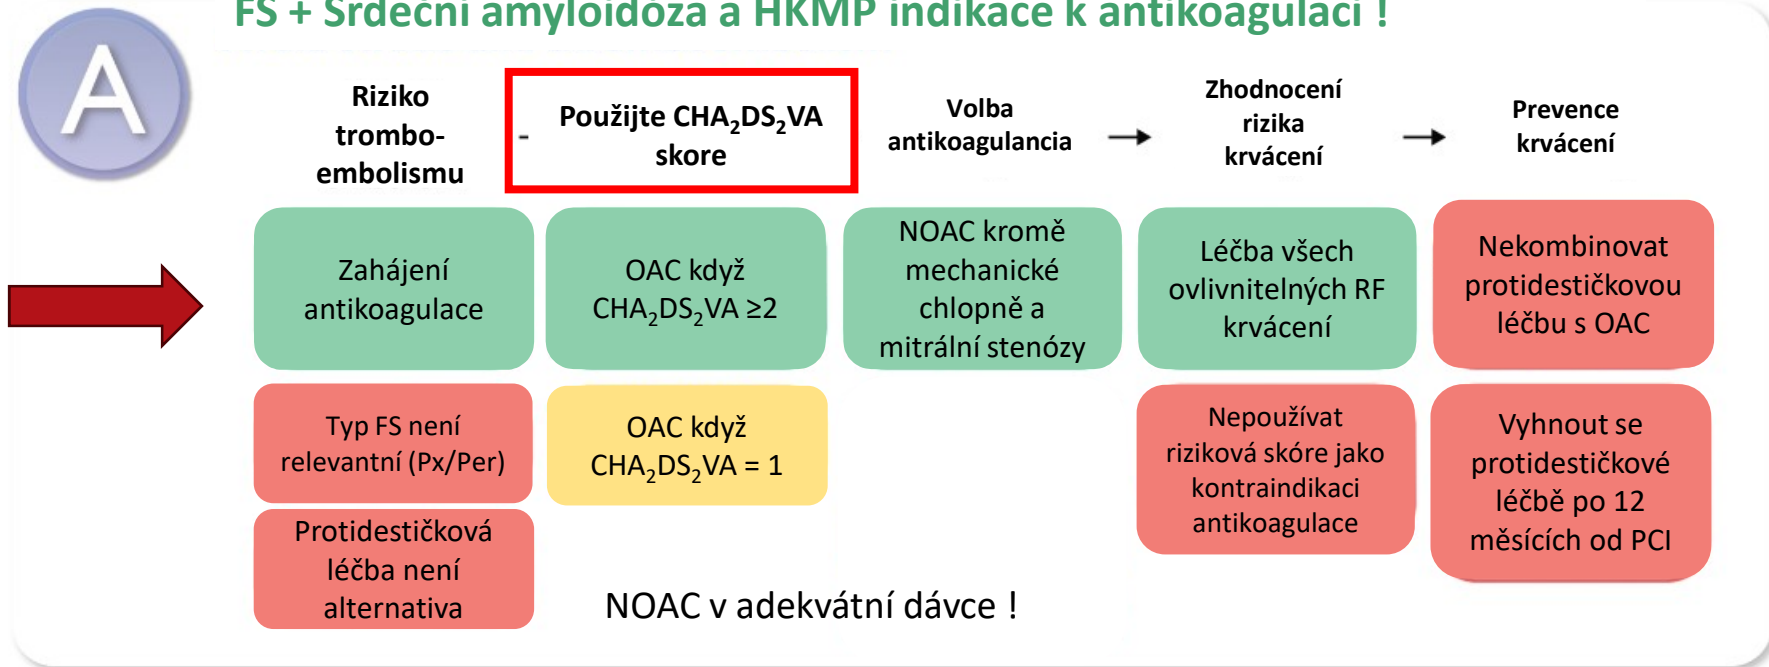 FS + Srdeční amyloidóza a HKMP indikace k antikoagulaci !
A
Riziko
trombo-
embolismu
Použijte CHA₂DS₂VA
skore
Volba
antikoagulancia
Zhodnocení
rizika
krvácení
Prevence
krvácení
Zahájení
antikoagulace
OAC když
CHA₂DS₂VA ≥2
NOAC kromě
mechanické
chlopně a
mitrální stenózy
Léčba všech
ovlivnitelných RF
krvácení
Nekombinovat
protidestičkovou
léčbu s OAC
Typ FS není
relevantní (Px/Per)
OAC když
CHA₂DS₂VA = 1
Nepoužívat
riziková skóre jako
kontraindikaci
antikoagulace
Vyhnout se
protidestičkové
léčbě po 12
měsících od PCI
Protidestičková
léčba není
alternativa
NOAC v adekvátní dávce !